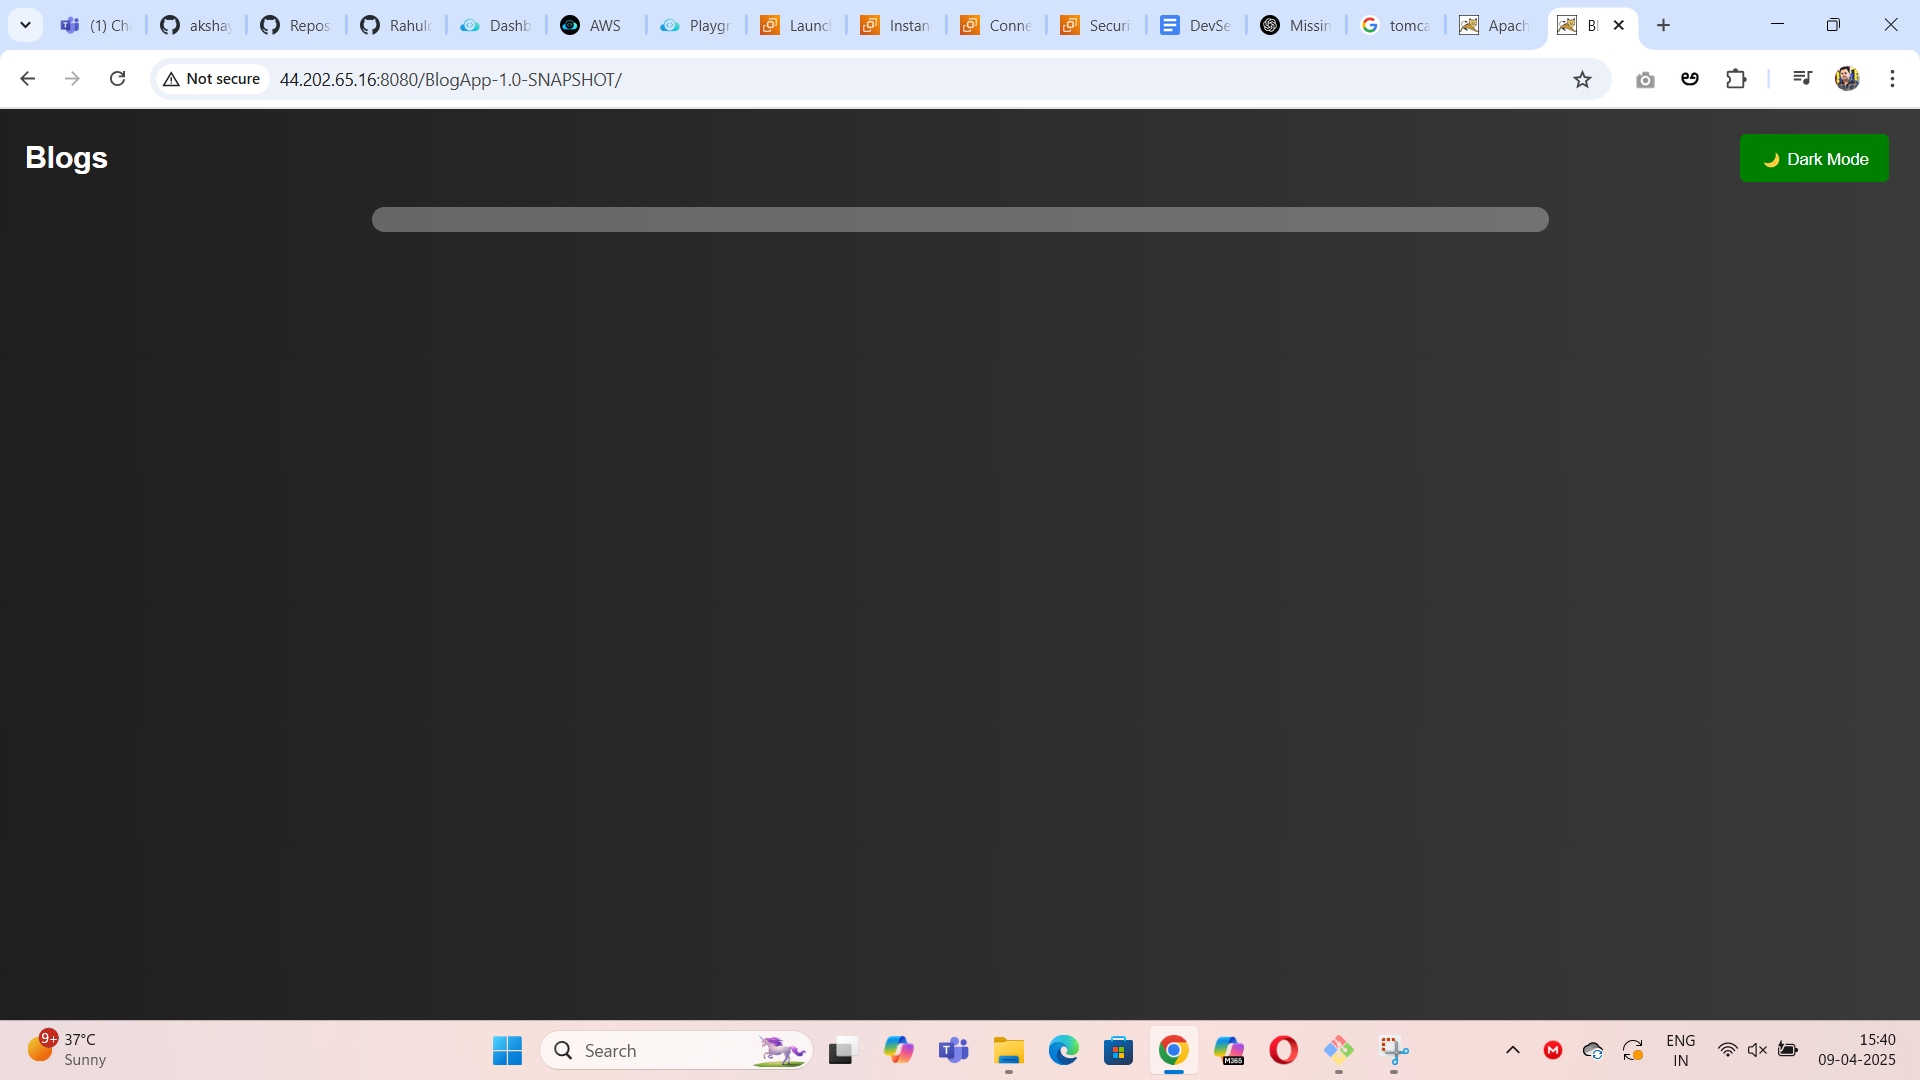 (1) Ch
akshay
Repos
Rahulc
Dashb
AWS
Playgr
Launc
Instan
Conne
Securi
DevSe
Missin
tomca
Apach
Bl
Not secure
44.202.65.16:8080/BlogApp-1.0-SNAPSHOT/
Blogs
🌙 Dark Mode
9+
37°C
Sunny
Search
M365
ENG
IN
15:40
09-04-2025